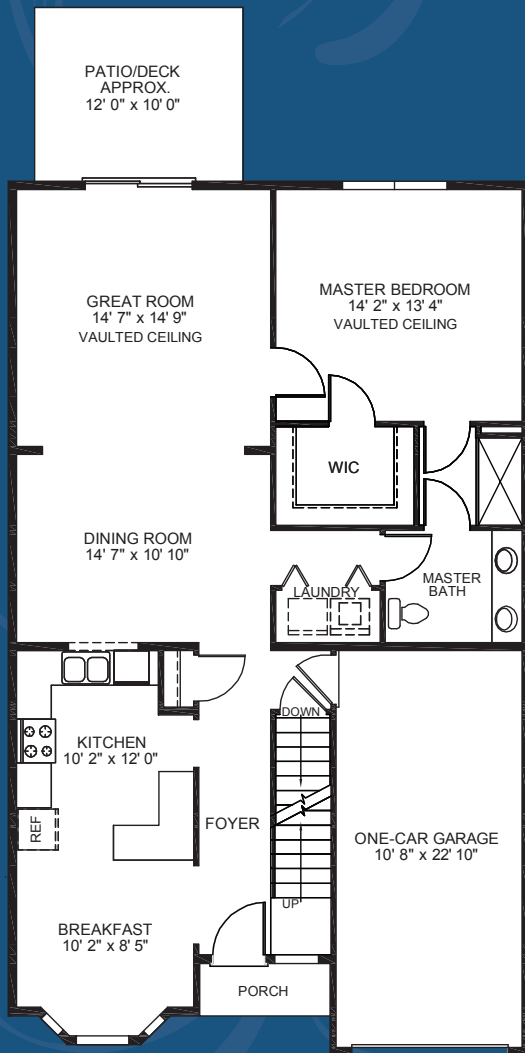 PATIO/DECK
APPROX.
12' 0" x 10' 0"
GREAT ROOM
14' 7" x 14' 9"
VAULTED CEILING
MASTER BEDROOM
14' 2" x 13' 4"
VAULTED CEILING
WIC
DINING ROOM
14' 7" x 10' 10"
LAUNDRY
MASTER
BATH
DOWN
KITCHEN
10' 2" x 12' 0"
REF
FOYER
ONE-CAR GARAGE
10' 8" x 22' 10"
UP
BREAKFAST
10' 2" x 8' 5"
PORCH